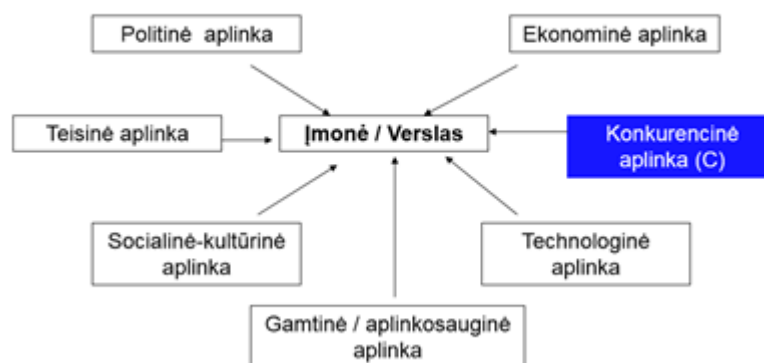 Politinė aplinka
Ekonominė aplinka
Teisinė aplinka
Įmonė / Verslas
Konkurencinė
aplinka (C)
Socialinė-kultūrinė
aplinka
Technologinė
aplinka
Gamtinė / aplinkosauginė
aplinka